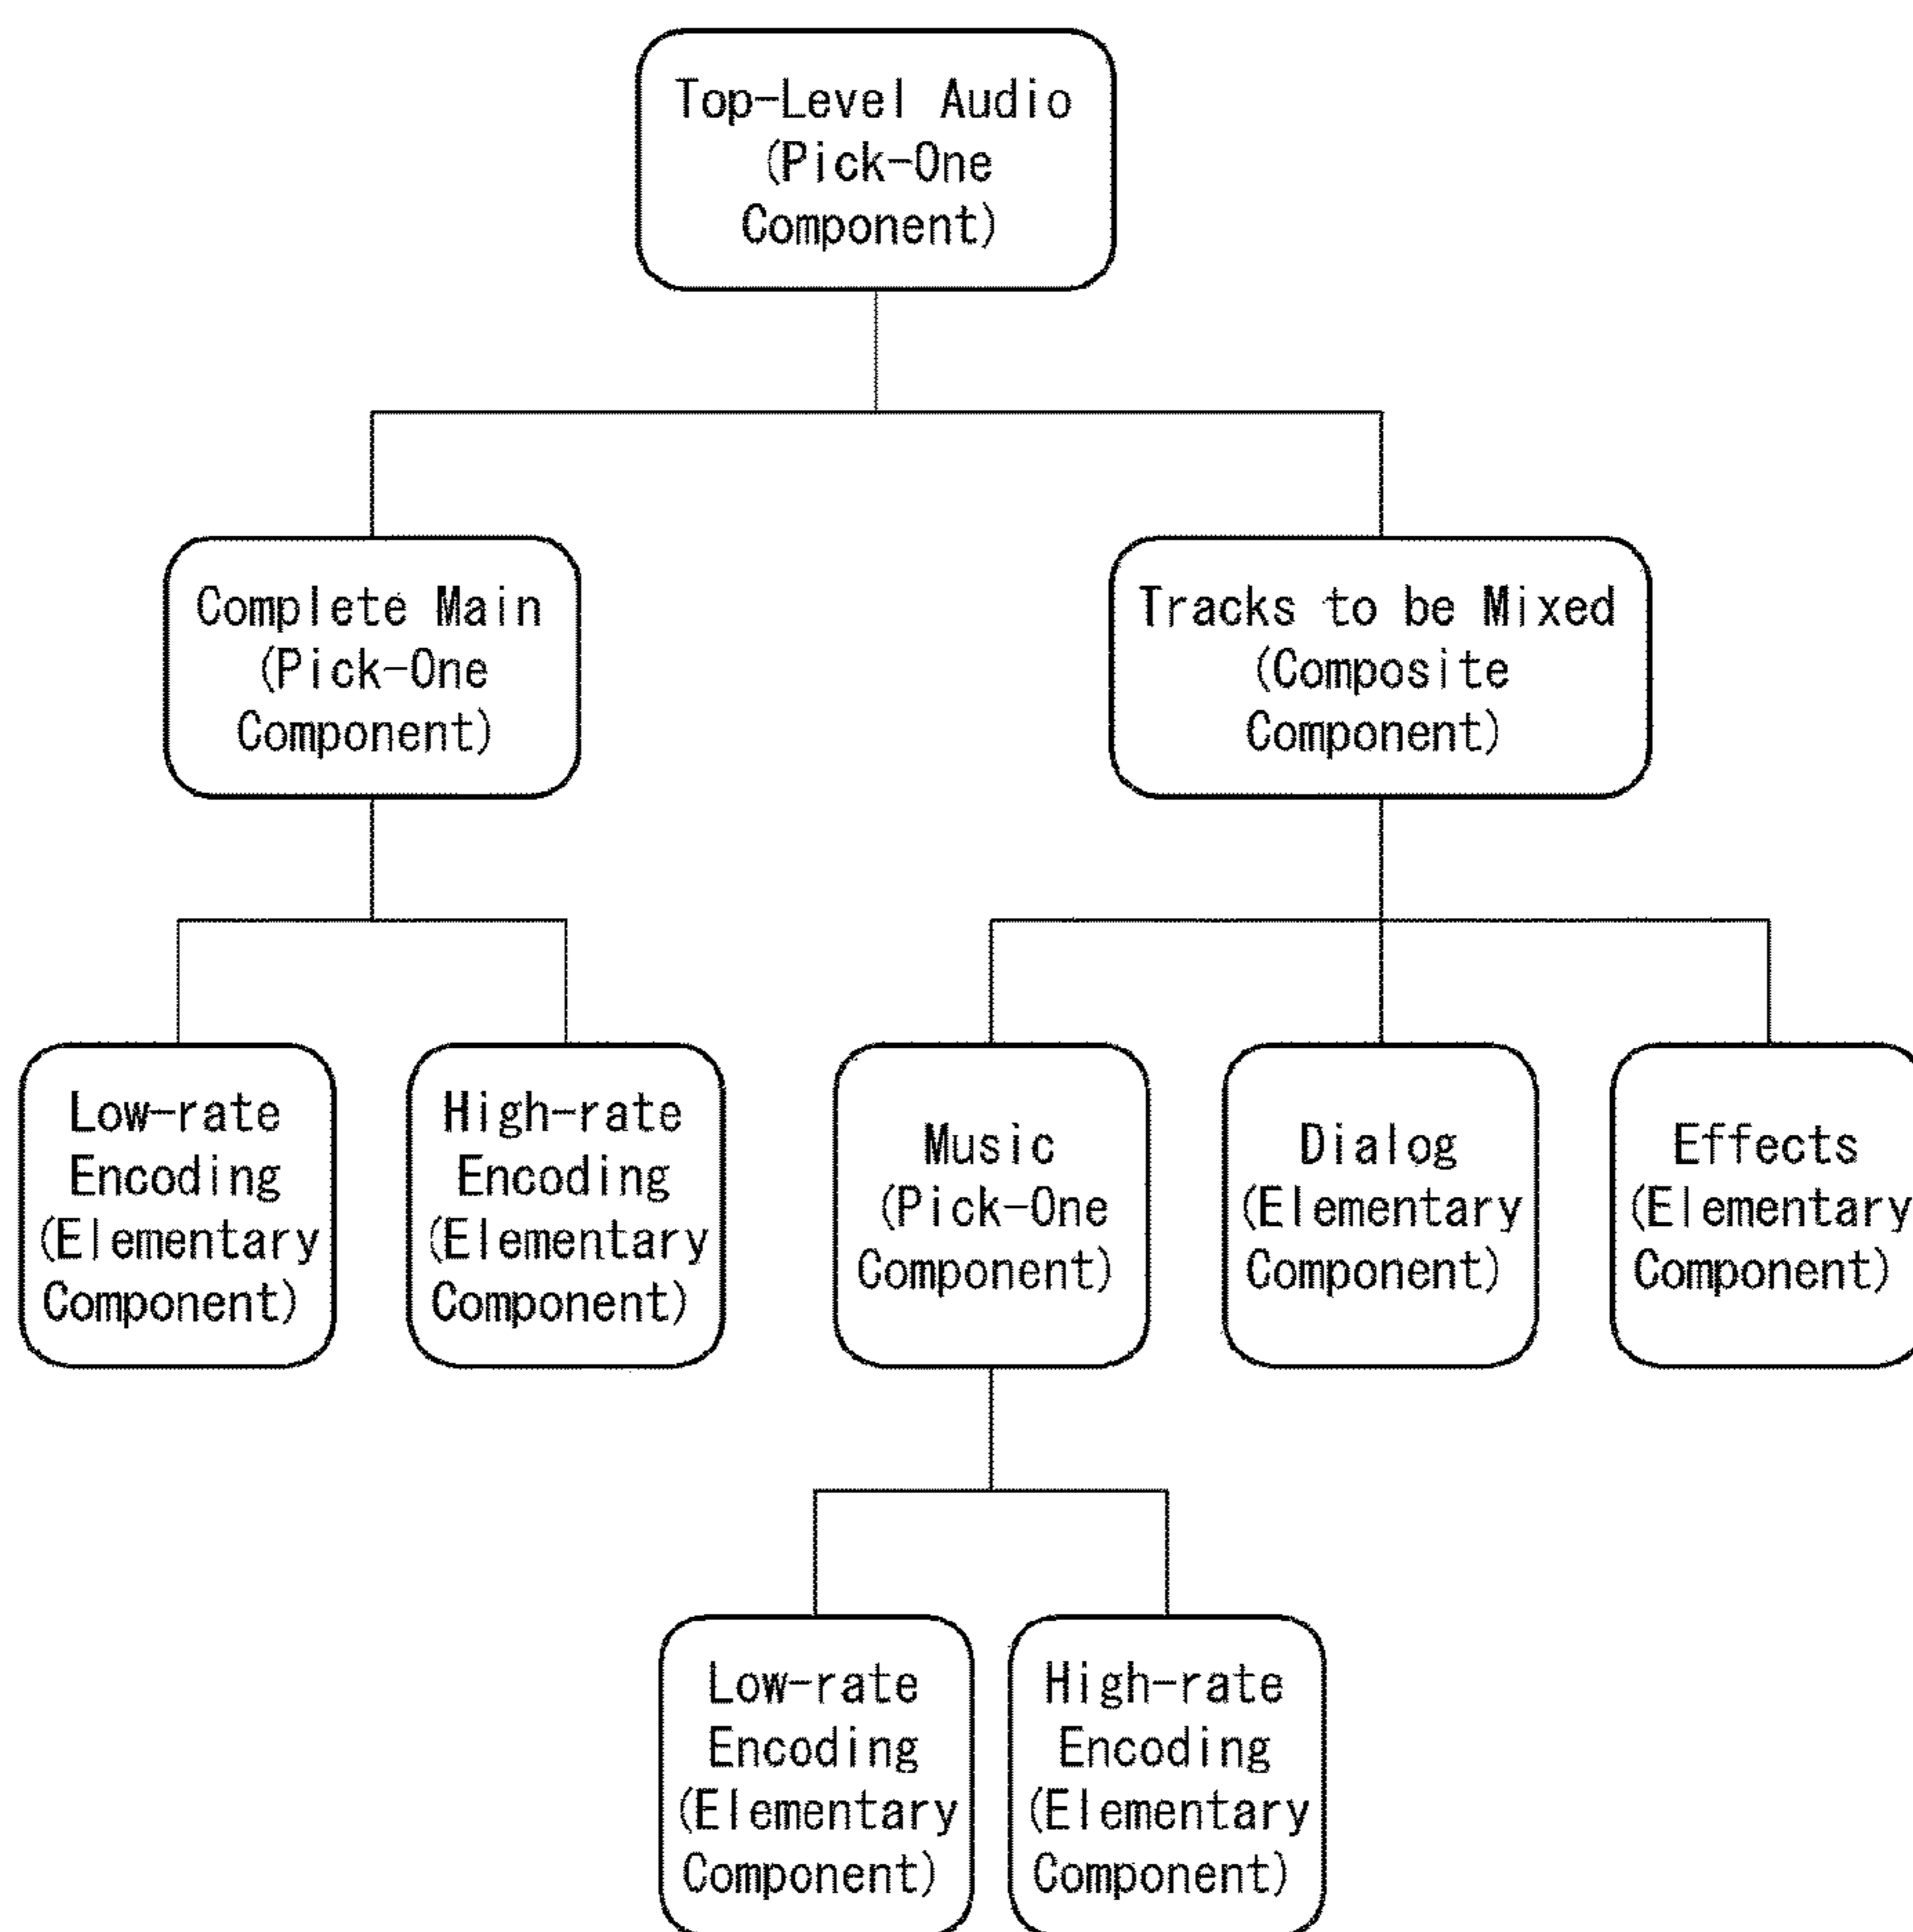 Top-Level Audio
(Pick-One
Component)
Complete Main
(Pick-One
Component)
Tracks to be Mixed
(Composite
Component)
Low-rate
Encoding
(Elementary
Component)
High-rate
Encoding
(Elementary
Component)
Music
(Pick-One
Component)
Dialog
(Elementary
Component)
Effects
(Elementary
Component)
Low-rate
Encoding
(Elementary
Component)
High-rate
Encoding
(Elementary
Component)